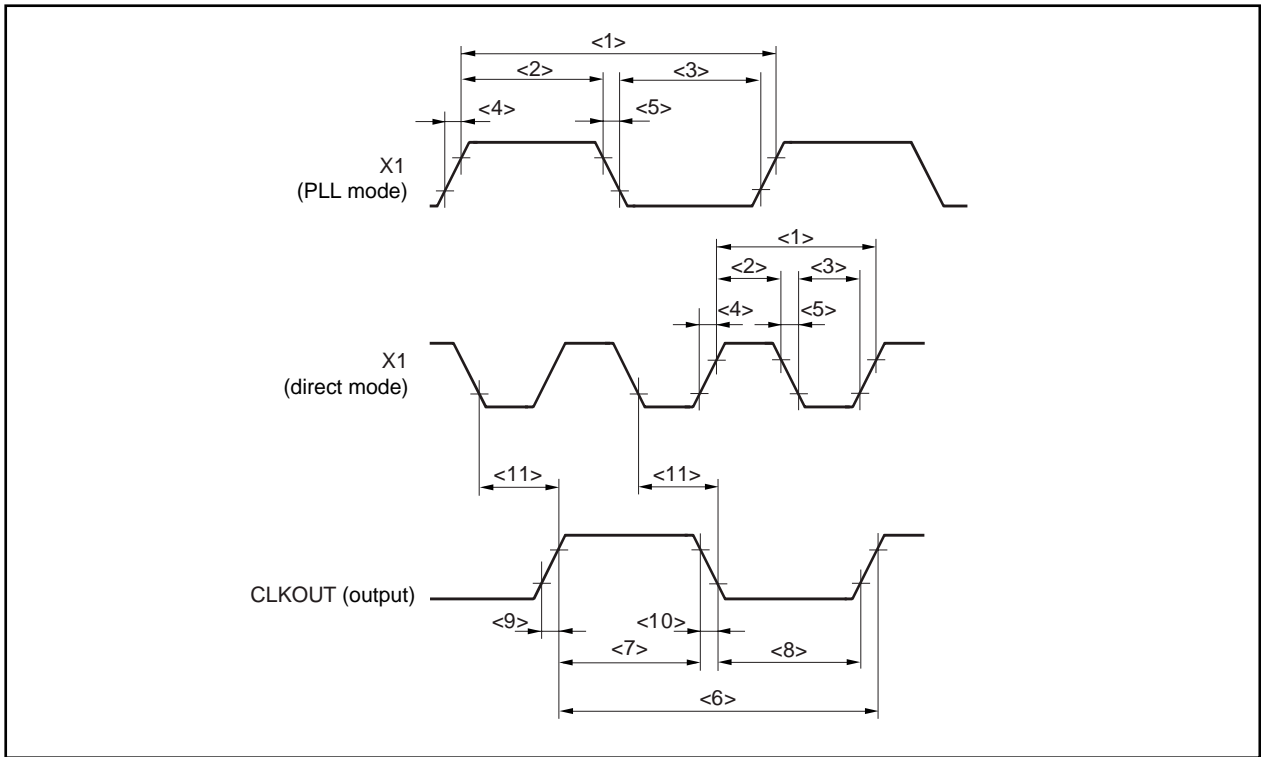 <1>
<2> <3>
<4> <5>
X1
(PLL mode)
<1>
<2> <3>
<4> <5>
X1
(direct mode)
<11> <11>
CLKOUT (output)
<9> <10>
<7> <8>
<6>